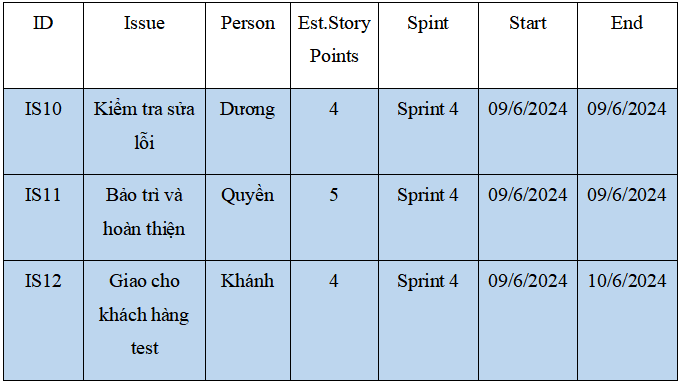 ID Issue Person Est.Story Points Spint Start End
IS10 Kiểm tra sửa lỗi Dương 4 Sprint 4 09/6/2024 09/6/2024
IS11 Bảo trì và hoàn thiện Quyền 5 Sprint 4 09/6/2024 09/6/2024
IS12 Giao cho khách hàng test Khánh 4 Sprint 4 09/6/2024 10/6/2024